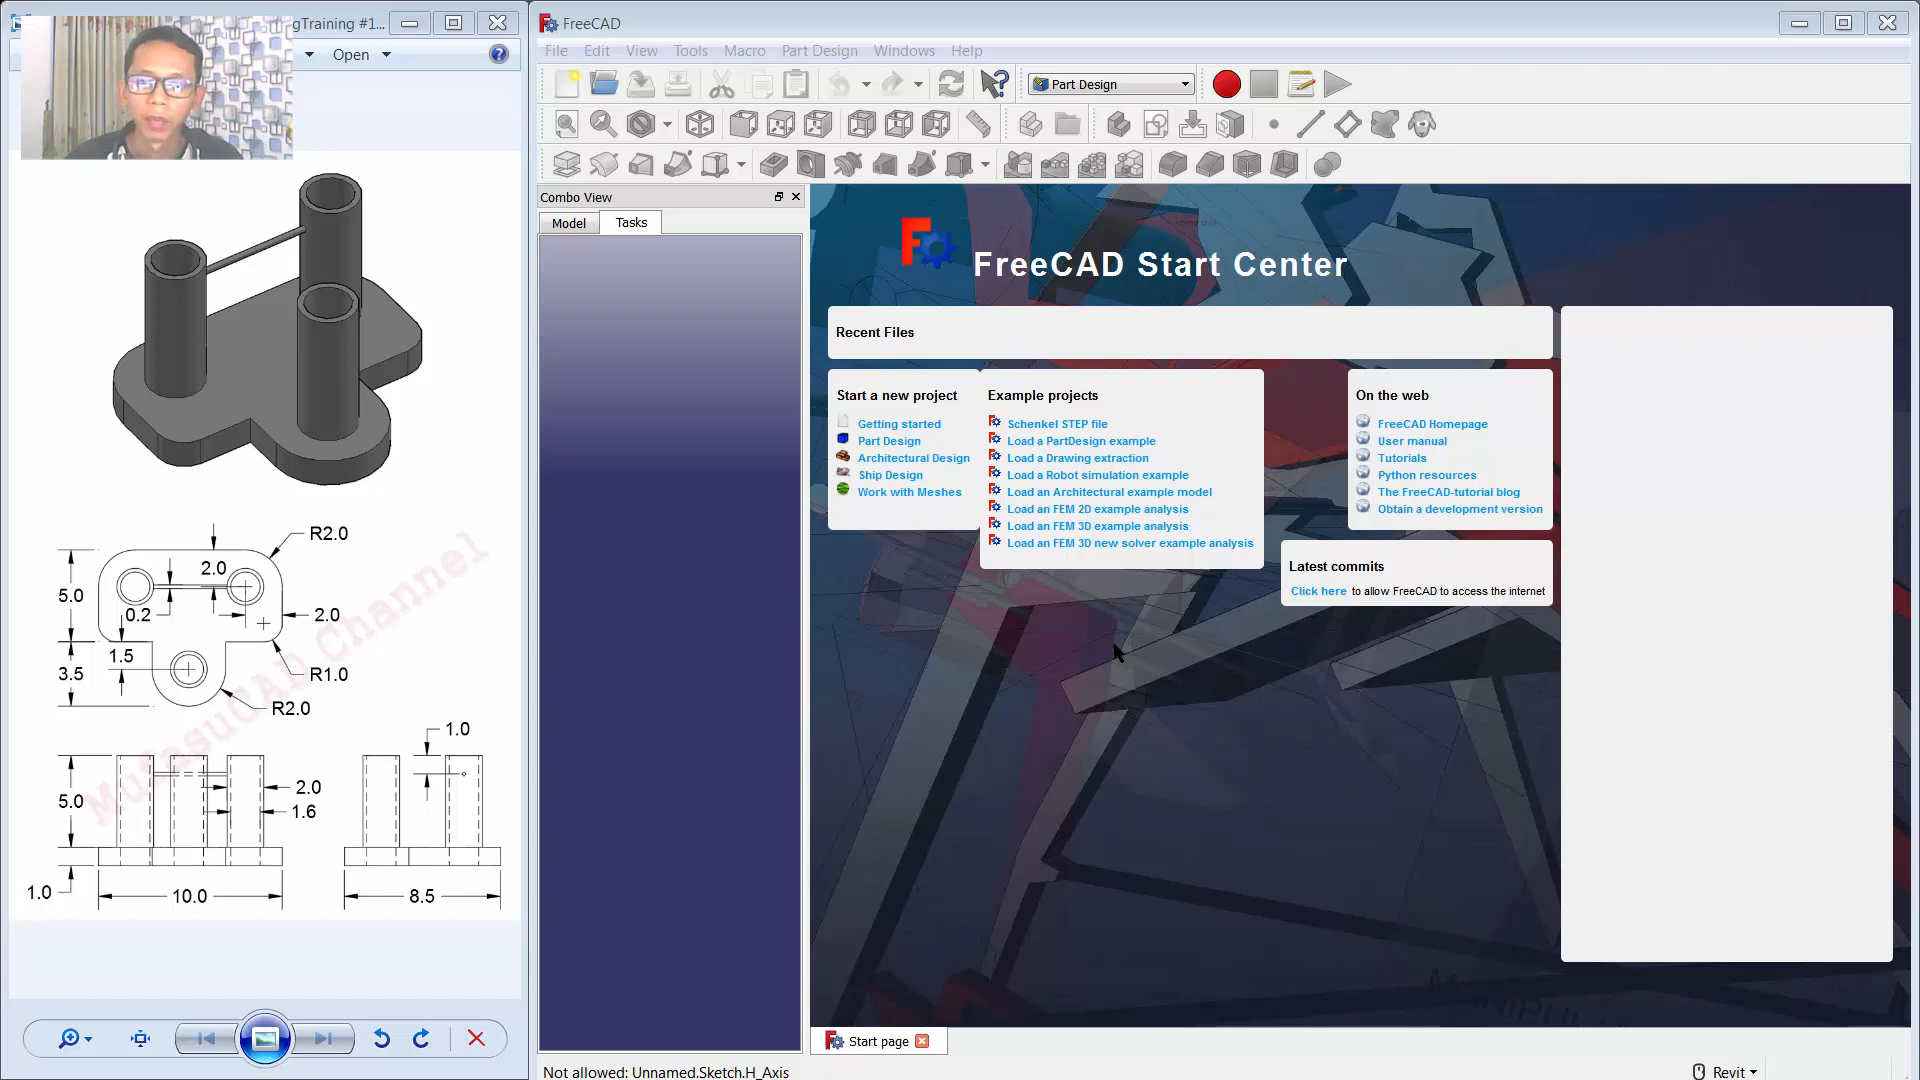 gTraining #1...
Open
R2.0
2.0
5.0
0.2
2.0
1.5
3.5
R1.0
R2.0
MufasuCAD Channel
1.0
5.0
2.0
1.6
1.0
10.0
8.5
FreeCAD
File Edit View Tools Macro Part Design Windows Help
Part Design
Combo View
Model Tasks
FreeCAD Start Center
Recent Files
Start a new project
Getting started
Part Design
Architectural Design
Ship Design
Work with Meshes
Example projects
Schenkel STEP file
Load a PartDesign example
Load a Drawing extraction
Load a Robot simulation example
Load an Architectural example model
Load an FEM 2D example analysis
Load an FEM 3D example analysis
Load an FEM 3D new solver example analysis
On the web
FreeCAD Homepage
User manual
Tutorials
Python resources
The FreeCAD-tutorial blog
Obtain a development version
Latest commits
Click here to allow FreeCAD to access the internet
Start page
Not allowed: Unnamed.Sketch.H_Axis
Revit